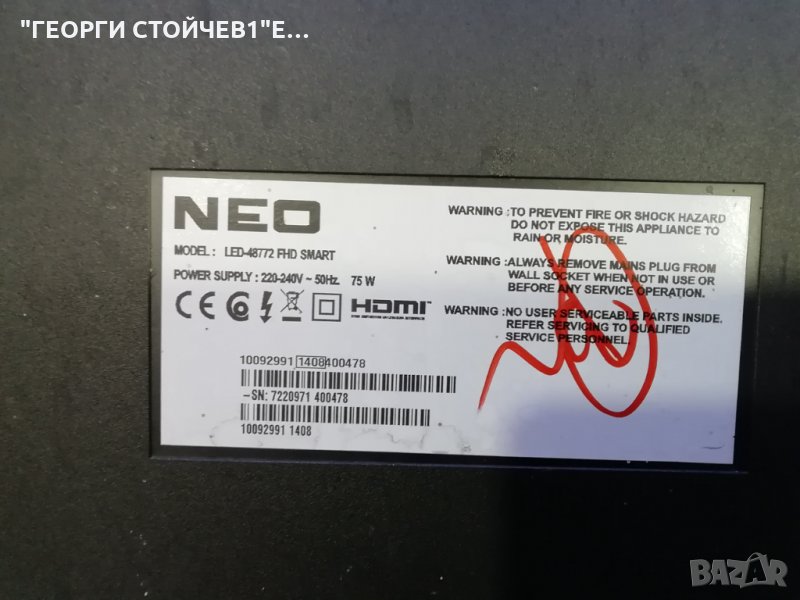 "ГЕОРГИ СТОЙЧЕВ1"Е...
NEO
MODEL : LED-48772 FHD SMART
POWER SUPPLY : 220-240V ~ 50Hz. 75 W
CE HDMI
10092991 1408400478
~SN: 7220971 400478
10092991 1408
WARNING :TO PREVENT FIRE OR SHOCK HAZARD
DO NOT EXPOSE THIS APPLIANCE TO
RAIN OR MOISTURE.
WARNING :ALWAYS REMOVE MAINS PLUG FROM
WALL SOCKET WHEN NOT IN USE OR
BEFORE ANY SERVICE OPERATION.
WARNING :NO USER SERVICEABLE PARTS INSIDE.
REFER SERVICING TO QUALIFIED
SERVICE PERSONNEL.
BAZAR